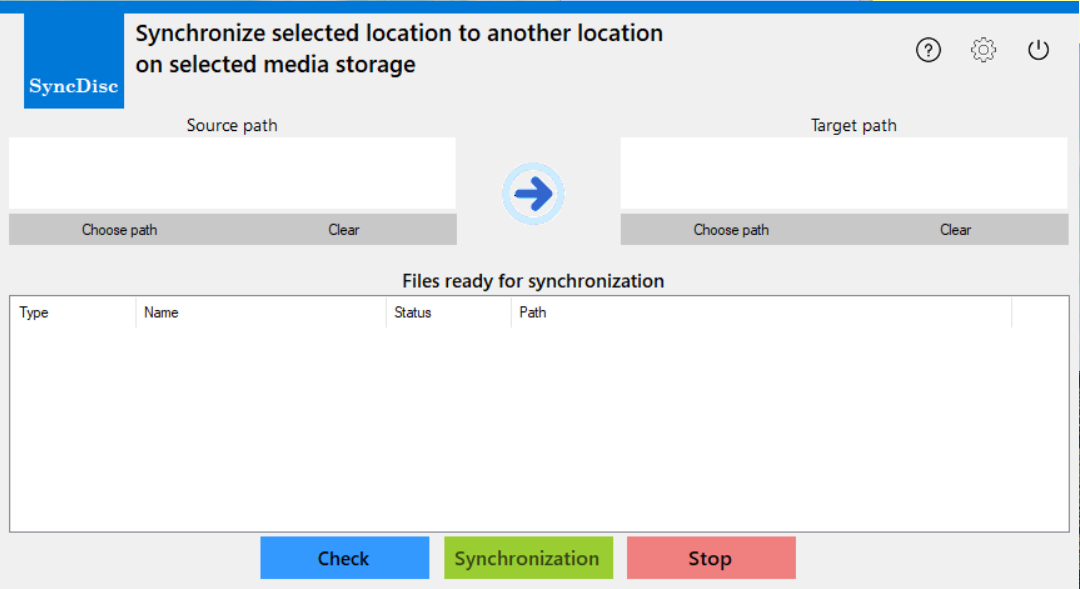 Synchronize selected location to another location
on selected media storage
SyncDisc
?
Source path
Target path
Choose path
Clear
Choose path
Clear
Files ready for synchronization
Type
Name
Status
Path
Check
Synchronization
Stop